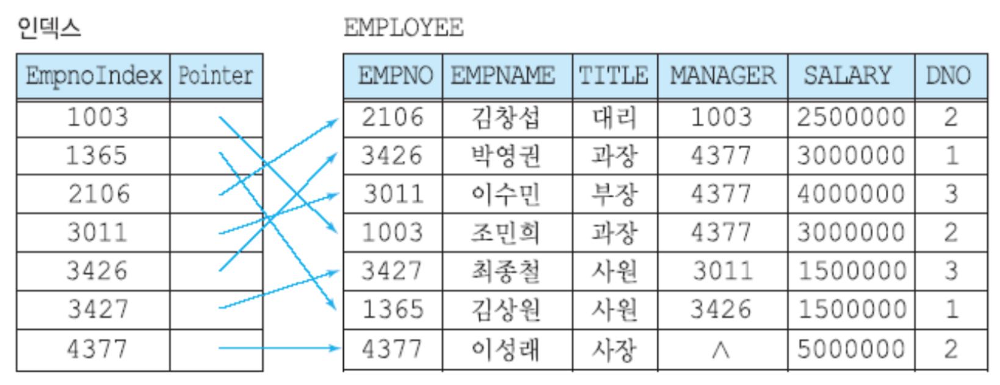 인덱스 EMPLOYEE
EmpnoIndex Pointer EMPNO EMPNAME TITLE MANAGER SALARY DNO
1003 2106 김창섭 대리 1003 2500000 2
1365 3426 박영권 과장 4377 3000000 1
2106 3011 이수민 부장 4377 4000000 3
3011 1003 조민희 과장 4377 3000000 2
3426 3427 최종철 사원 3011 1500000 3
3427 1365 김상원 사원 3426 1500000 1
4377 4377 이성래 사장 ∧ 5000000 2